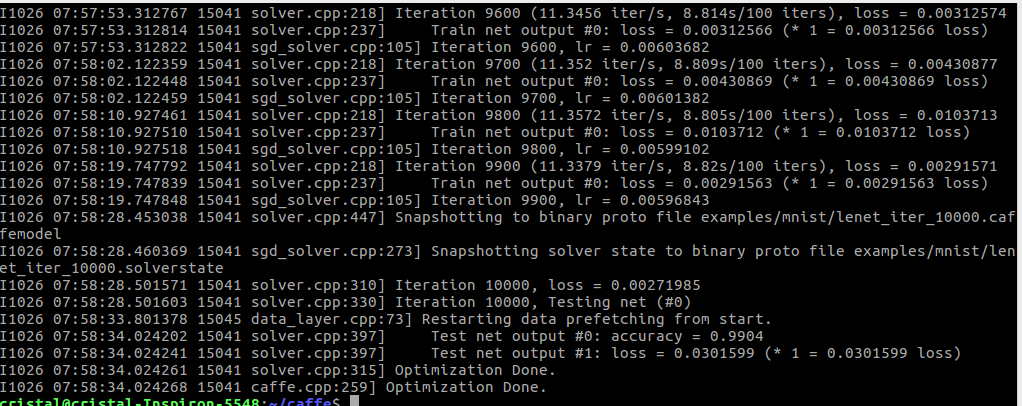 I1026 07:57:53.312767 15041 solver.cpp:218] Iteration 9600 (11.3456 iter/s, 8.814s/100 iters), loss = 0.00312574
I1026 07:57:53.312814 15041 solver.cpp:237]     Train net output #0: loss = 0.00312566 (* 1 = 0.00312566 loss)
I1026 07:57:53.312822 15041 sgd_solver.cpp:105] Iteration 9600, lr = 0.00603682
I1026 07:58:02.122359 15041 solver.cpp:218] Iteration 9700 (11.352 iter/s, 8.809s/100 iters), loss = 0.00430877
I1026 07:58:02.122448 15041 solver.cpp:237]     Train net output #0: loss = 0.00430869 (* 1 = 0.00430869 loss)
I1026 07:58:02.122459 15041 sgd_solver.cpp:105] Iteration 9700, lr = 0.00601382
I1026 07:58:10.927461 15041 solver.cpp:218] Iteration 9800 (11.3572 iter/s, 8.805s/100 iters), loss = 0.0103713
I1026 07:58:10.927510 15041 solver.cpp:237]     Train net output #0: loss = 0.0103712 (* 1 = 0.0103712 loss)
I1026 07:58:10.927518 15041 sgd_solver.cpp:105] Iteration 9800, lr = 0.00599102
I1026 07:58:19.747792 15041 solver.cpp:218] Iteration 9900 (11.3379 iter/s, 8.82s/100 iters), loss = 0.00291571
I1026 07:58:19.747839 15041 solver.cpp:237]     Train net output #0: loss = 0.00291563 (* 1 = 0.00291563 loss)
I1026 07:58:19.747848 15041 sgd_solver.cpp:105] Iteration 9900, lr = 0.00596843
I1026 07:58:28.453038 15041 solver.cpp:447] Snapshotting to binary proto file examples/mnist/lenet_iter_10000.caf
femodel
I1026 07:58:28.460369 15041 sgd_solver.cpp:273] Snapshotting solver state to binary proto file examples/mnist/len
et_iter_10000.solverstate
I1026 07:58:28.501571 15041 solver.cpp:310] Iteration 10000, loss = 0.00271985
I1026 07:58:28.501603 15041 solver.cpp:330] Iteration 10000, Testing net (#0)
I1026 07:58:33.801378 15045 data_layer.cpp:73] Restarting data prefetching from start.
I1026 07:58:34.024202 15041 solver.cpp:397]     Test net output #0: accuracy = 0.9904
I1026 07:58:34.024241 15041 solver.cpp:397]     Test net output #1: loss = 0.0301599 (* 1 = 0.0301599 loss)
I1026 07:58:34.024261 15041 solver.cpp:315] Optimization Done.
I1026 07:58:34.024268 15041 caffe.cpp:259] Optimization Done.
cristal@cristal-Inspiron-5548:~/caffe$